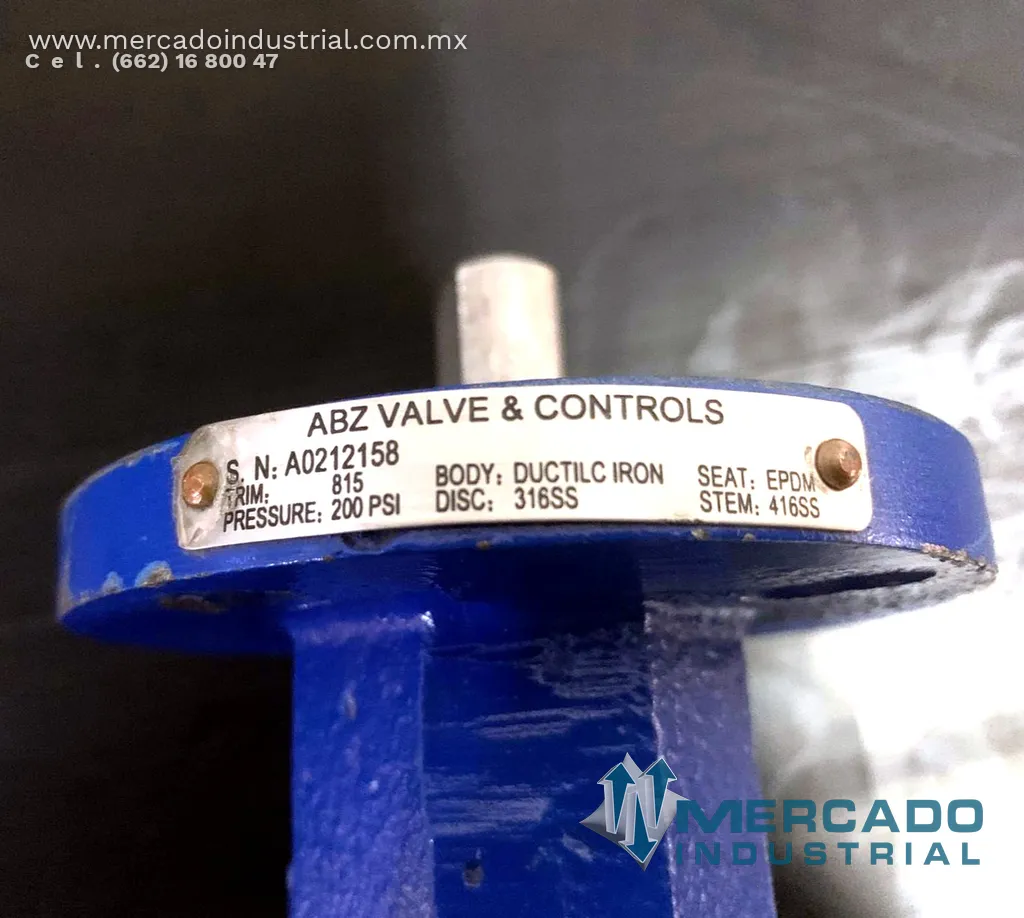 www.mercadoindustrial.com.mx
Cel. (662) 16 800 47
ABZ VALVE & CONTROLS
S. N: A0212158
TRIM: 815 BODY: DUCTILC IRON SEAT: EPDM
PRESSURE: 200 PSI DISC: 316SS STEM: 416SS
MERCADO
INDUSTRIAL